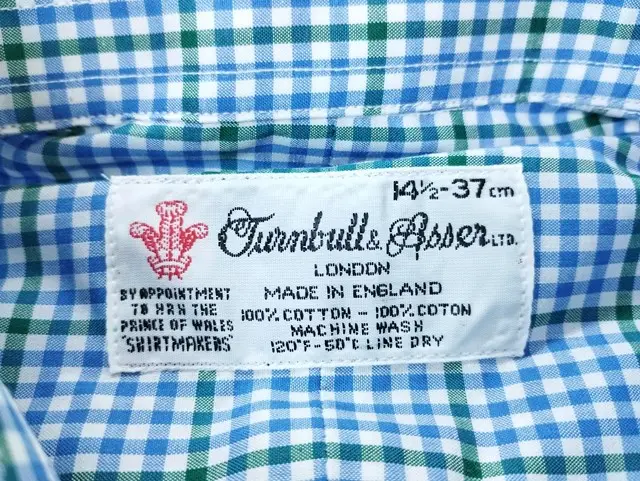 14½-37cm
Turnbull & Asser LTD.
LONDON
MADE IN ENGLAND
100% COTTON - 100% COTON
MACHINE WASH
120°F-50°C LINE DRY
BY APPOINTMENT
TO HRH THE
PRINCE OF WALES
"SHIRTMAKERS"